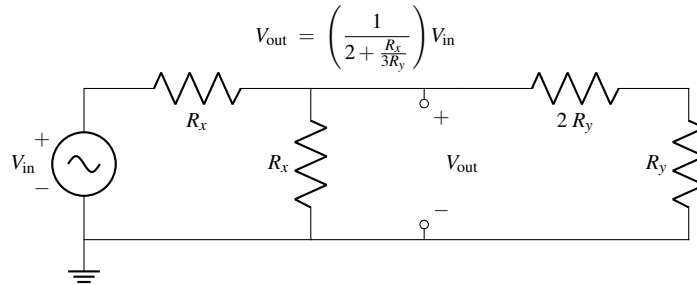 V_out = ( 1 / (2 + R_x / 3R_y) ) V_in
R_x
2 R_y
+
+
V_in
R_x
V_out
R_y
−
−